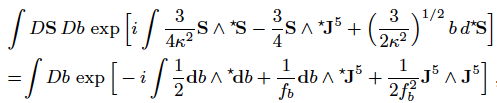 ∫ DS Db exp [ i ∫ 3/(4κ²) S ∧ *S − 3/4 S ∧ *J⁵ + (3/(2κ²))^{1/2} b d*S ]
= ∫ Db exp [ − i ∫ 1/2 db ∧ *db + 1/f_b db ∧ *J⁵ + 1/(2f_b²) J⁵ ∧ J⁵ ] ,